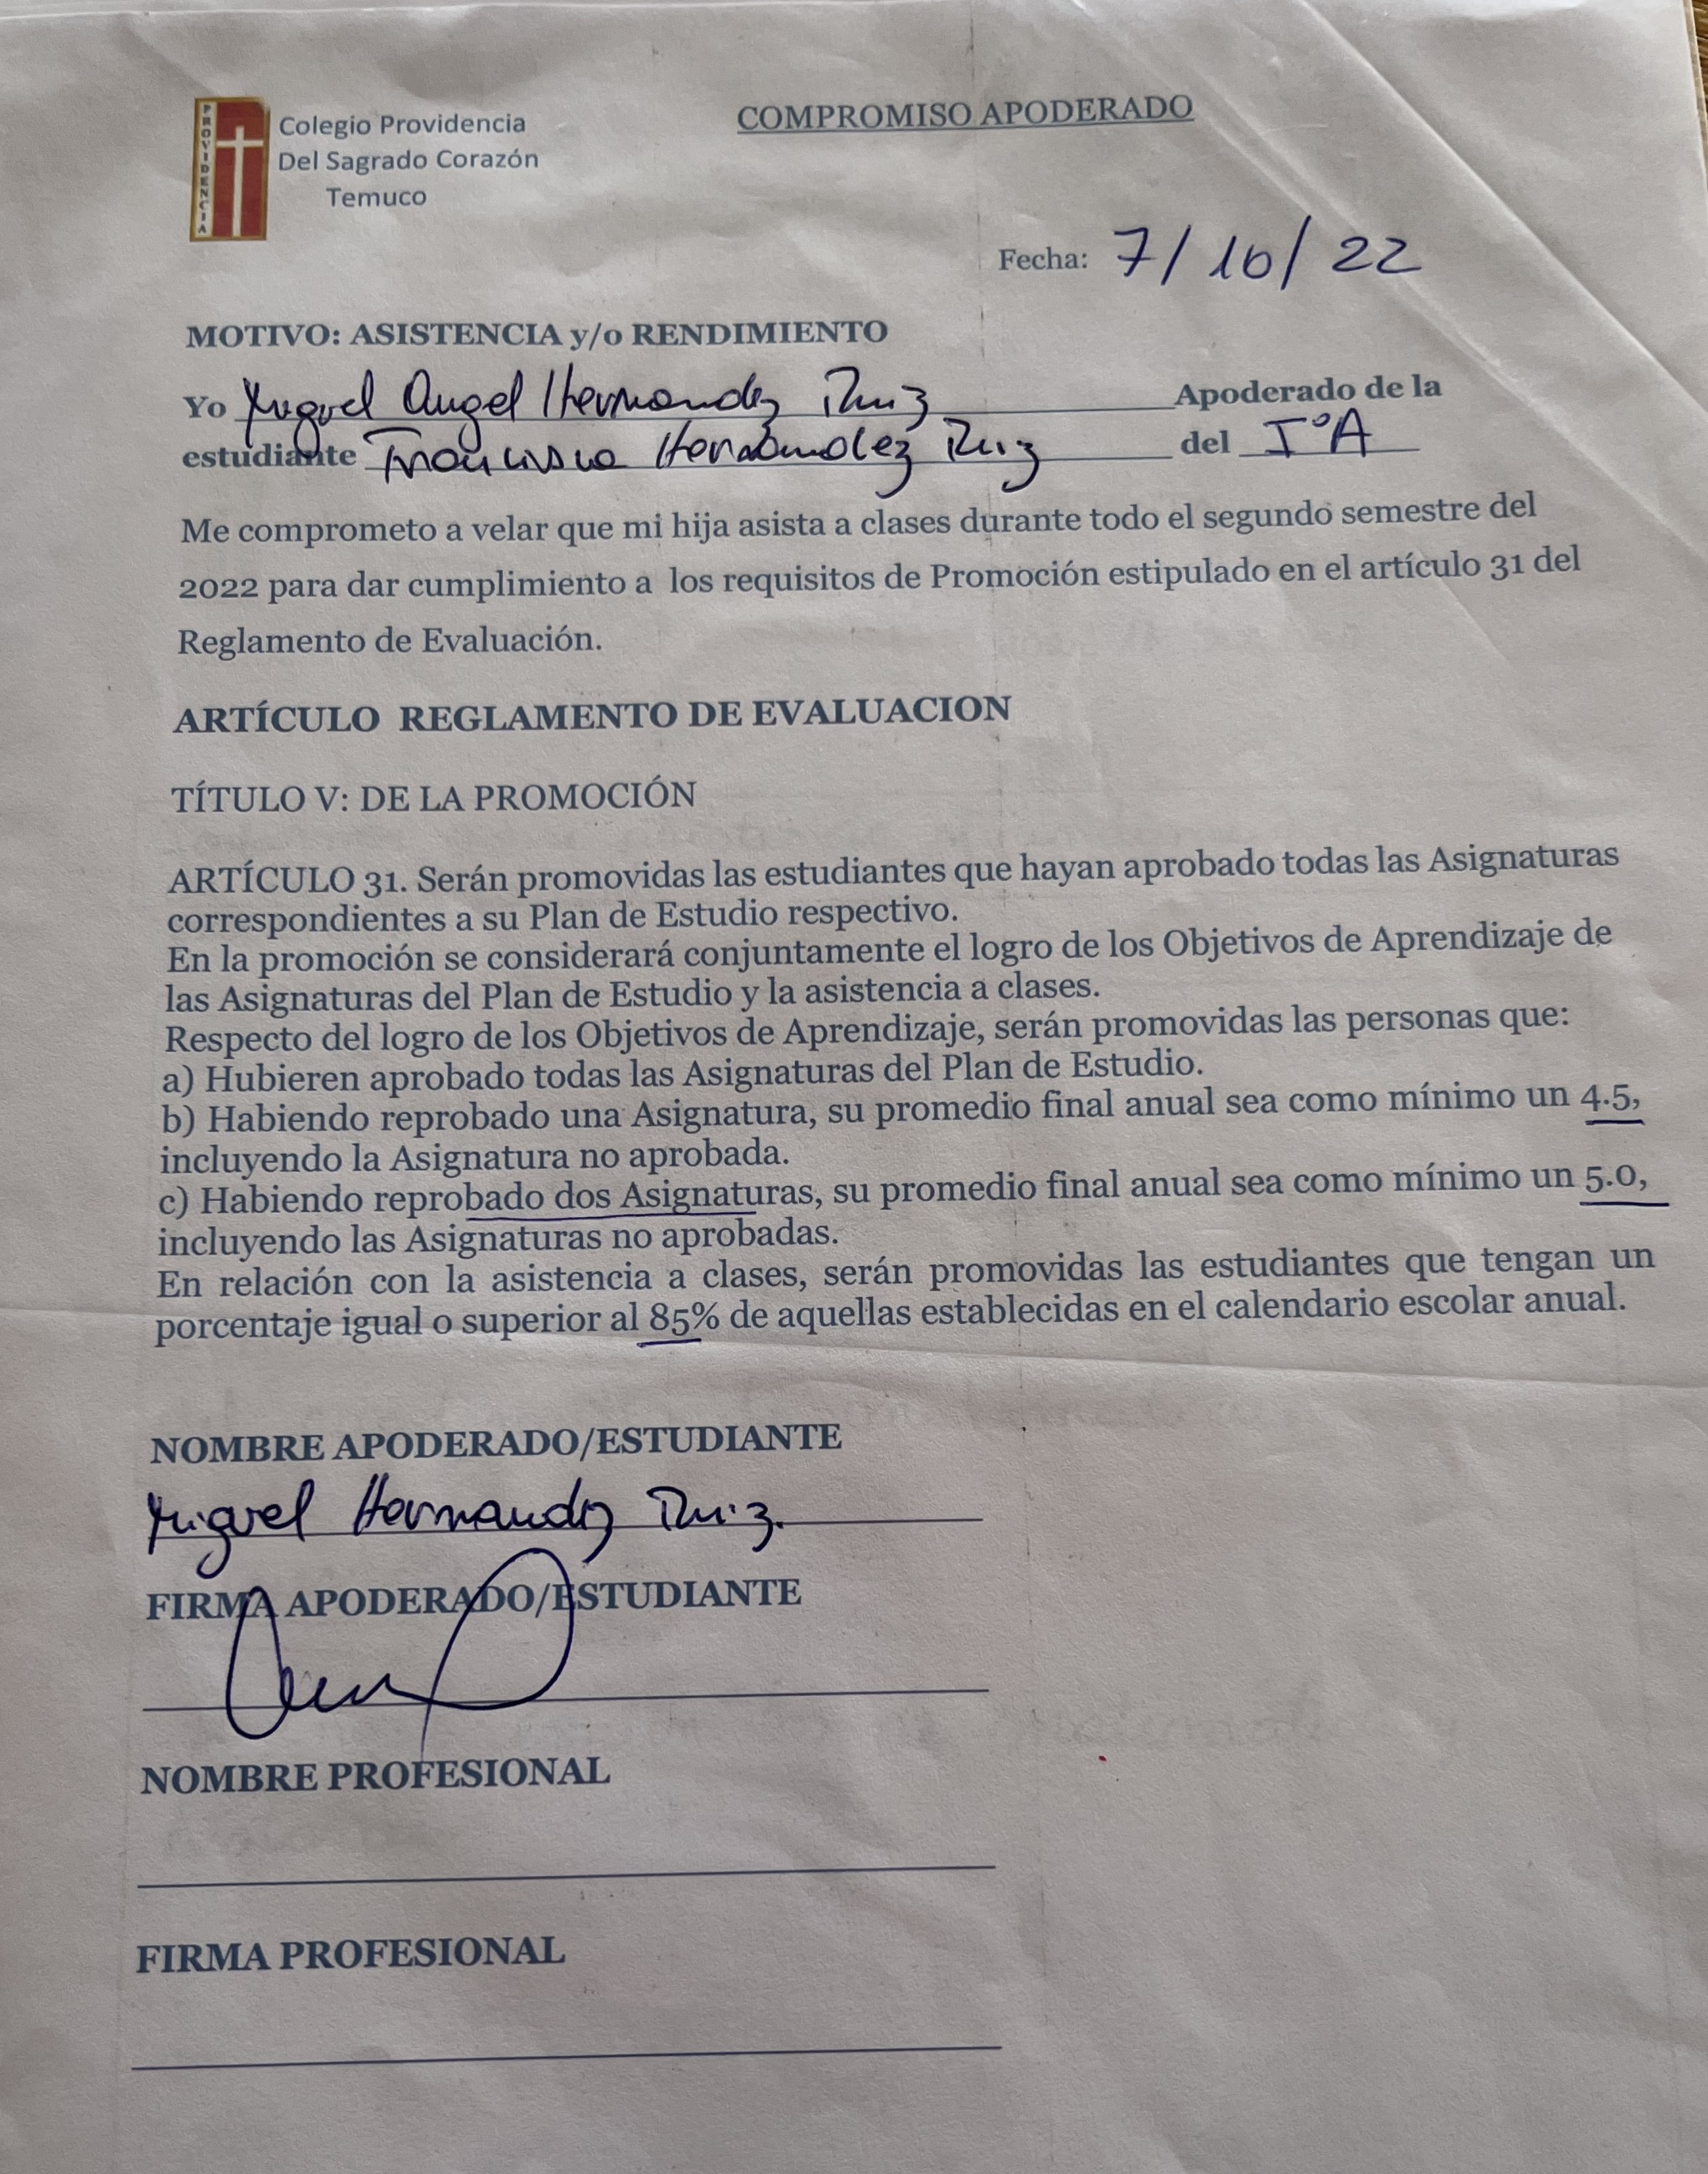 PROVIDENCIA
Colegio Providencia
Del Sagrado Corazón
Temuco
COMPROMISO APODERADO
Fecha: 7/10/22
MOTIVO: ASISTENCIA y/o RENDIMIENTO
Yo Miguel Angel Hernandez Ruiz Apoderado de la
estudiante Francisca Hernandez Ruiz del I°A
Me comprometo a velar que mi hija asista a clases durante todo el segundo semestre del
2022 para dar cumplimiento a los requisitos de Promoción estipulado en el artículo 31 del
Reglamento de Evaluación.
ARTÍCULO REGLAMENTO DE EVALUACION
TÍTULO V: DE LA PROMOCIÓN
ARTÍCULO 31. Serán promovidas las estudiantes que hayan aprobado todas las Asignaturas
correspondientes a su Plan de Estudio respectivo.
En la promoción se considerará conjuntamente el logro de los Objetivos de Aprendizaje de
las Asignaturas del Plan de Estudio y la asistencia a clases.
Respecto del logro de los Objetivos de Aprendizaje, serán promovidas las personas que:
a) Hubieren aprobado todas las Asignaturas del Plan de Estudio.
b) Habiendo reprobado una Asignatura, su promedio final anual sea como mínimo un 4.5,
incluyendo la Asignatura no aprobada.
c) Habiendo reprobado dos Asignaturas, su promedio final anual sea como mínimo un 5.0,
incluyendo las Asignaturas no aprobadas.
En relación con la asistencia a clases, serán promovidas las estudiantes que tengan un
porcentaje igual o superior al 85% de aquellas establecidas en el calendario escolar anual.
NOMBRE APODERADO/ESTUDIANTE
Miguel Hernandez Ruiz.
FIRMA APODERADO/ESTUDIANTE
NOMBRE PROFESIONAL
FIRMA PROFESIONAL